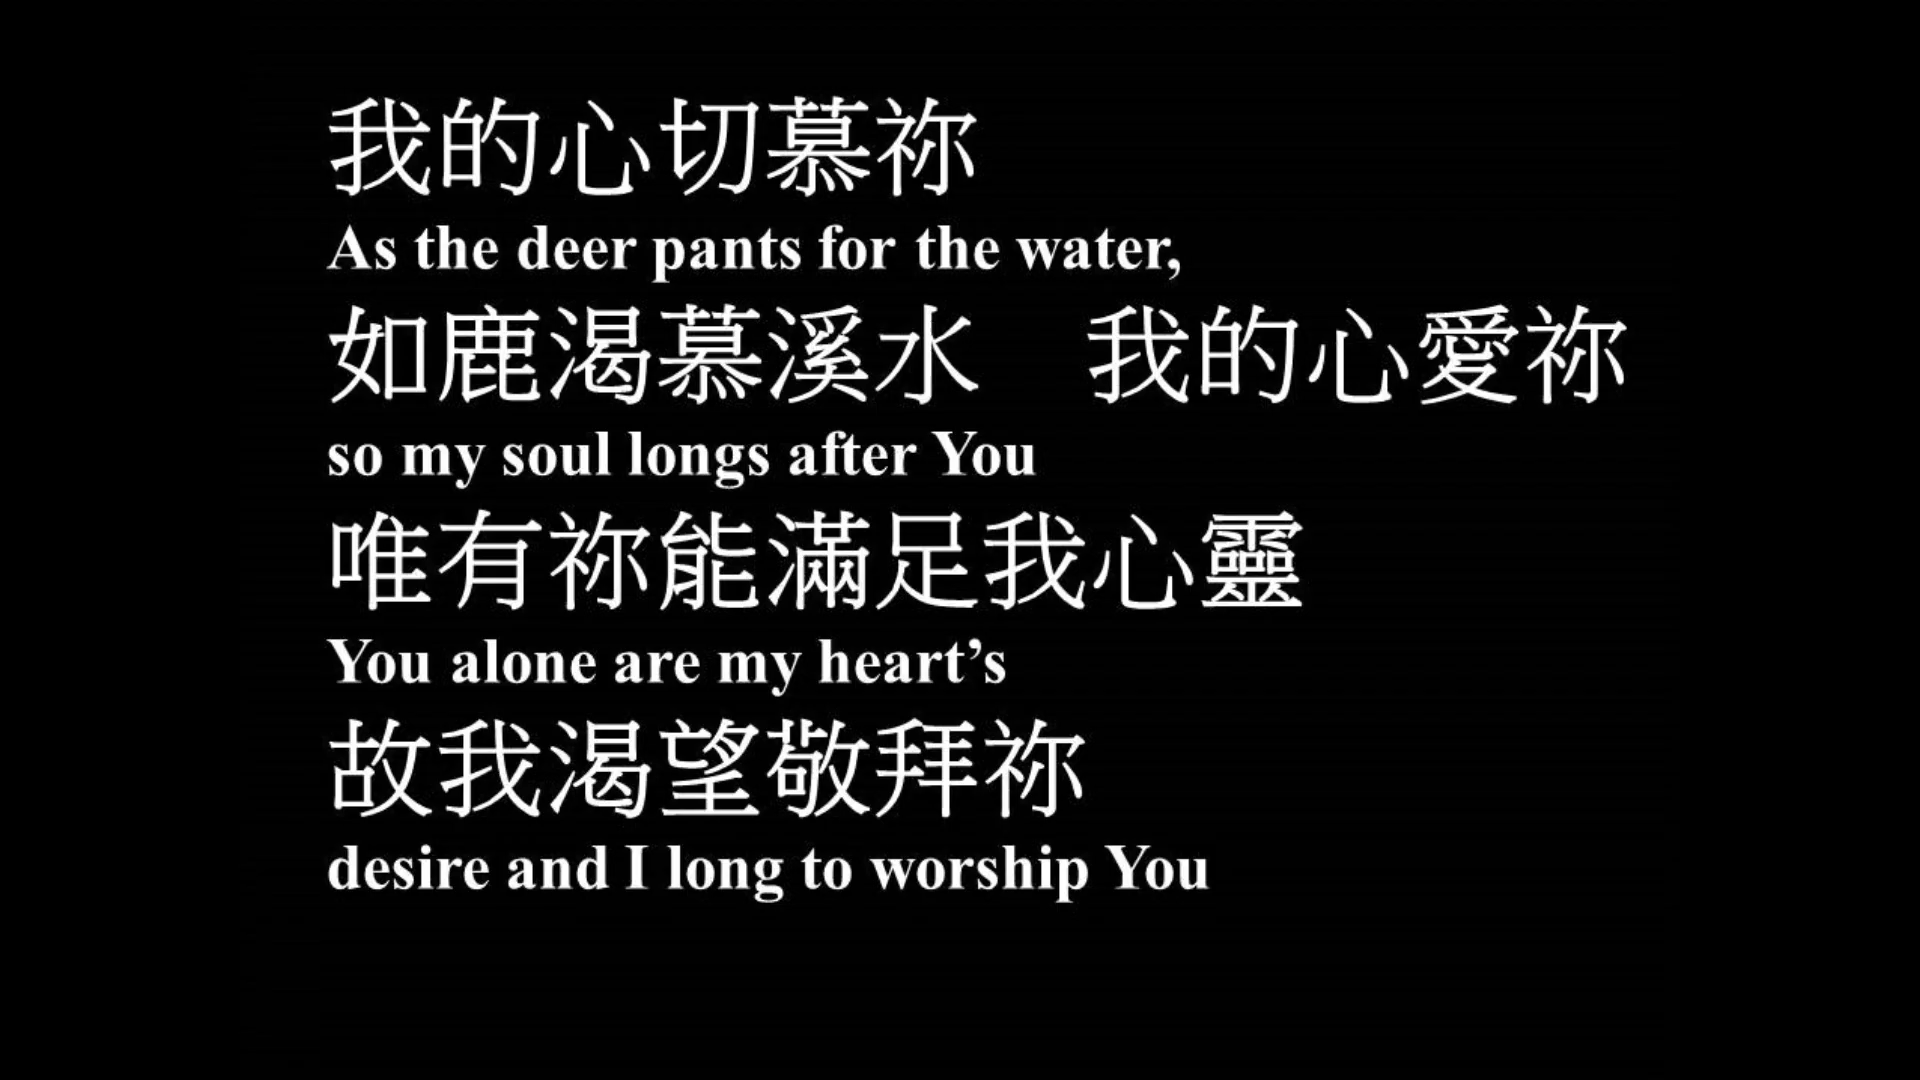 我的心切慕祢
As the deer pants for the water,
如鹿渴慕溪水　我的心愛祢
so my soul longs after You
唯有祢能滿足我心靈
You alone are my heart’s
故我渴望敬拜祢
desire and I long to worship You